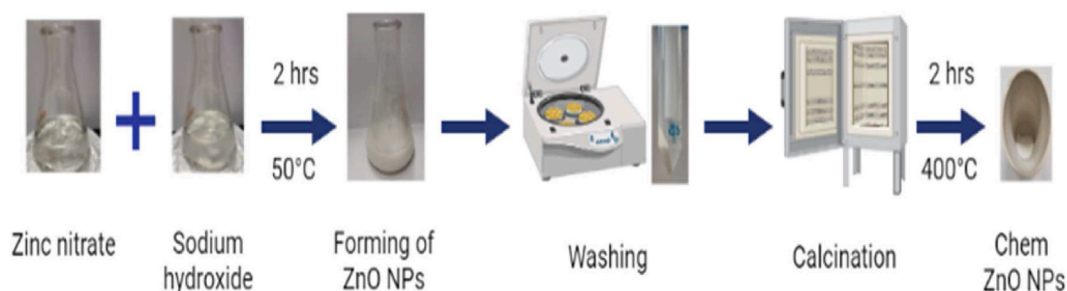 2 hrs
50°C
2 hrs
400°C
Zinc nitrate
Sodium
hydroxide
Forming of
ZnO NPs
Washing
Calcination
Chem
ZnO NPs